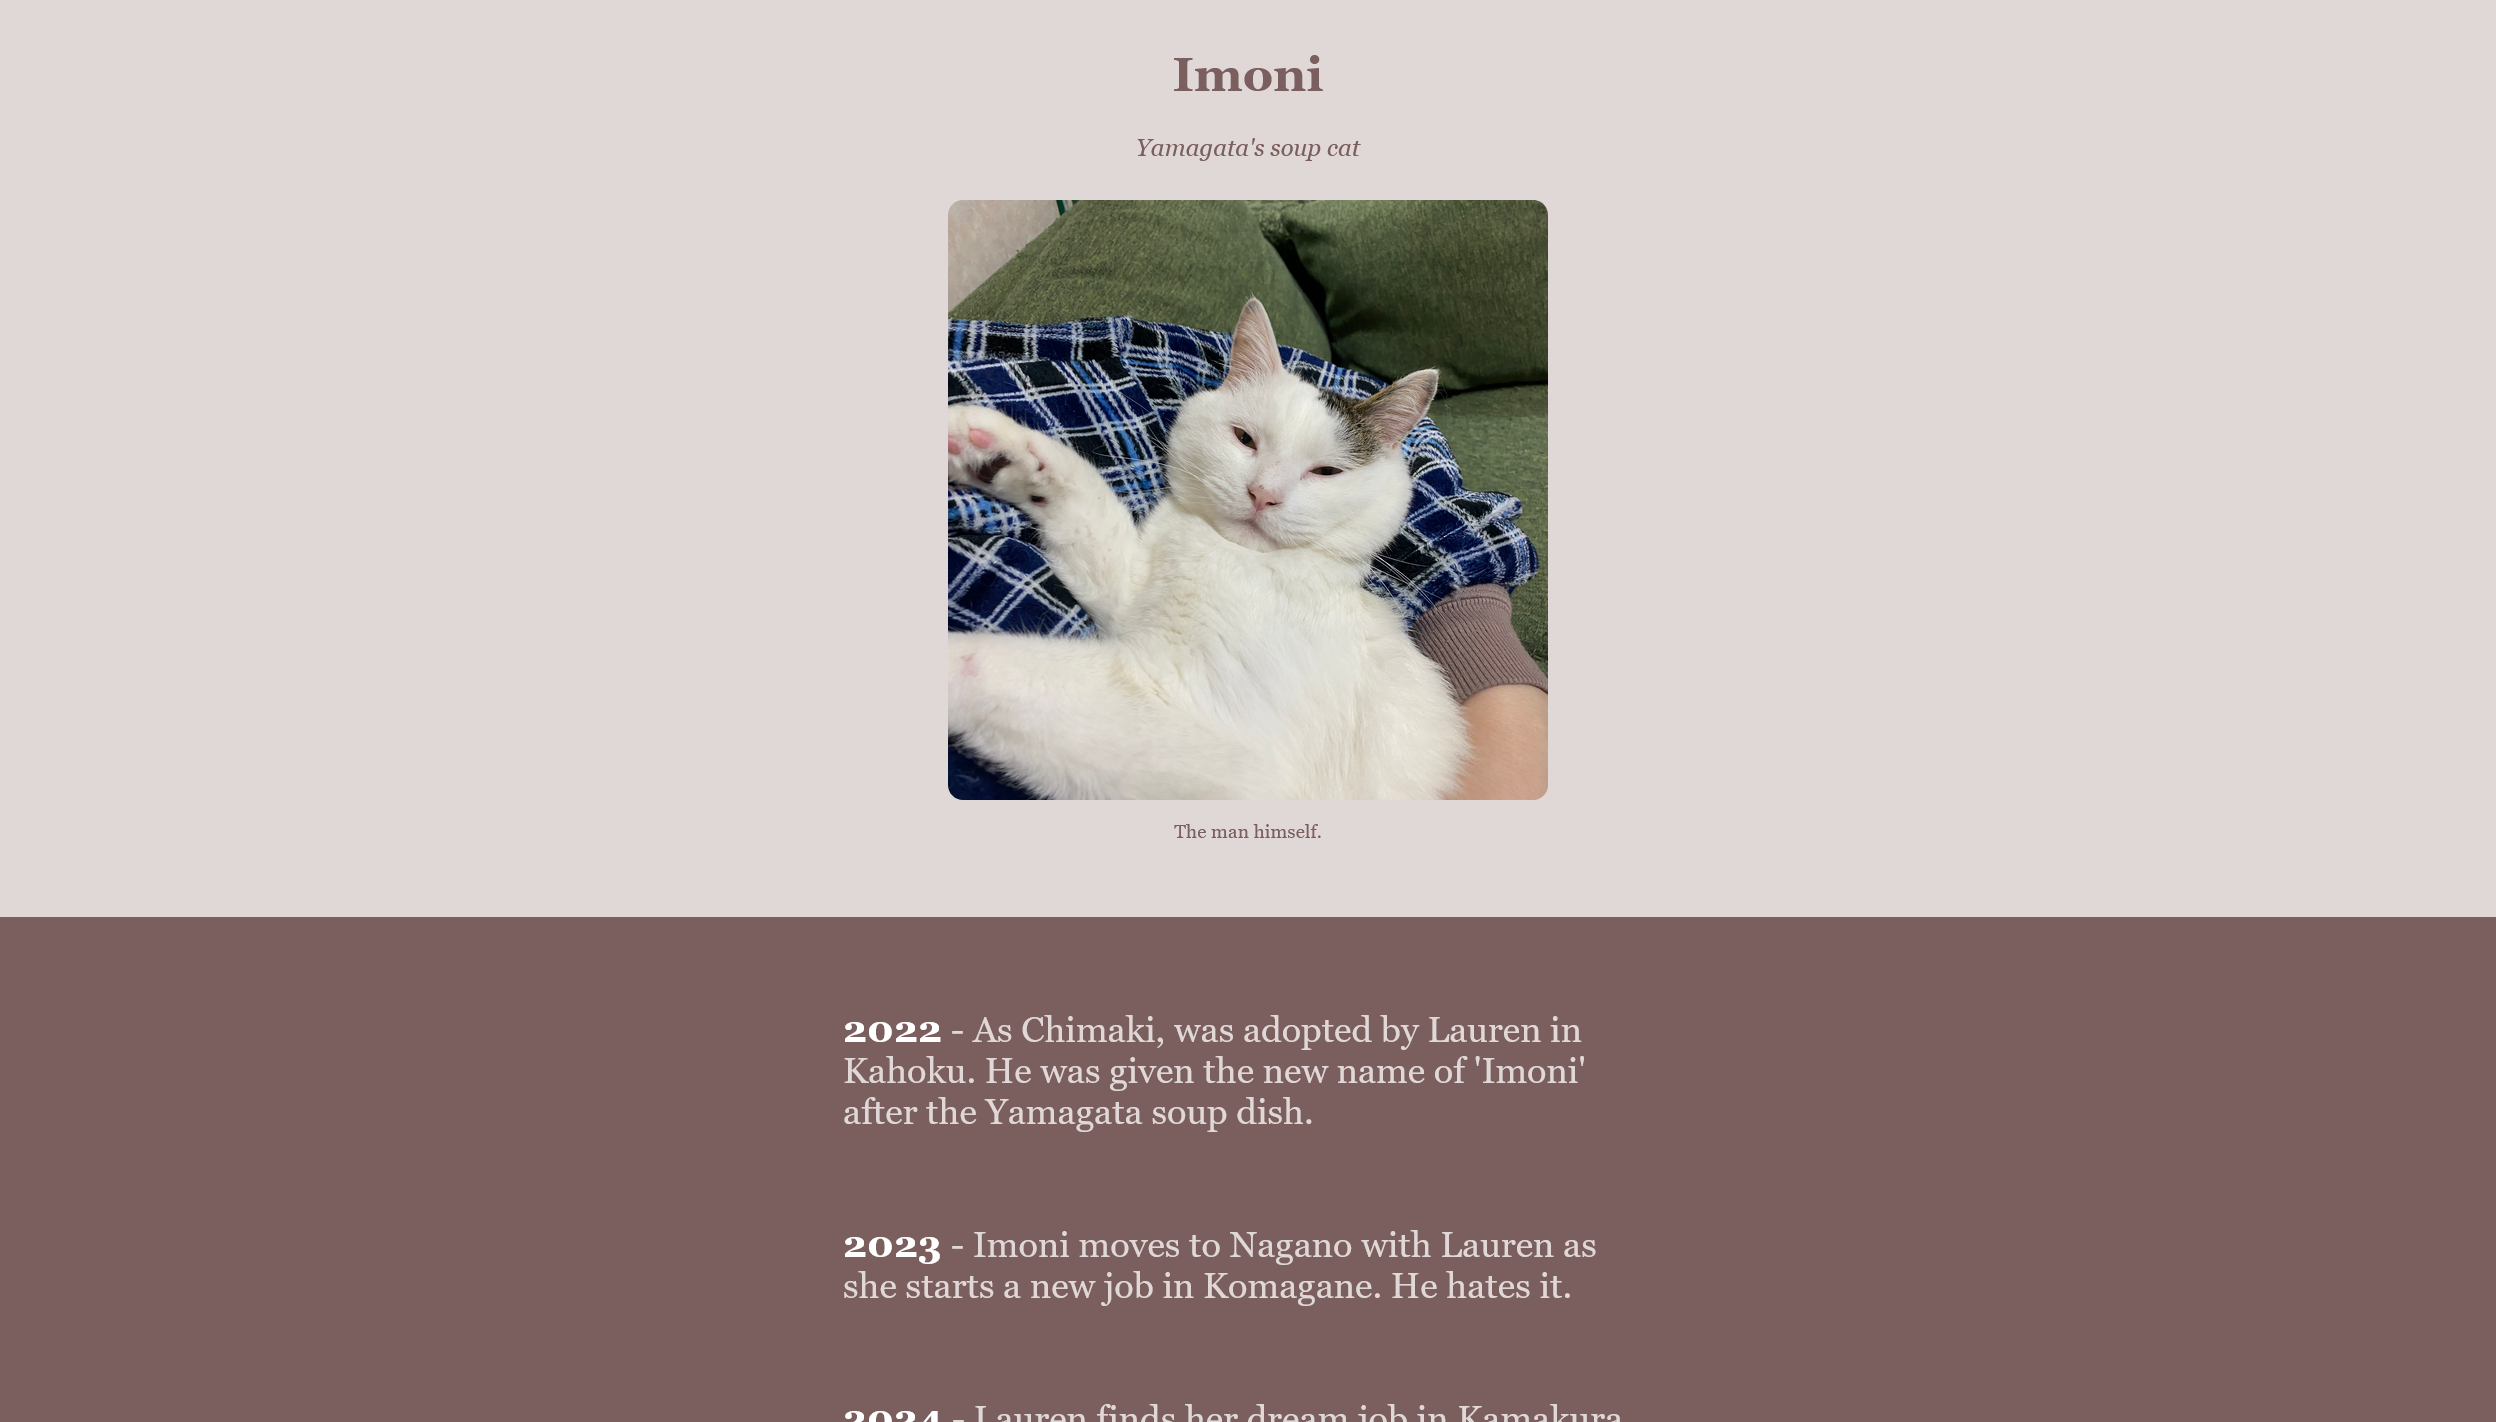 Imoni
Yamagata's soup cat
The man himself.
2022 - As Chimaki, was adopted by Lauren in
Kahoku. He was given the new name of 'Imoni'
after the Yamagata soup dish.
2023 - Imoni moves to Nagano with Lauren as
she starts a new job in Komagane. He hates it.
2024 - Lauren finds her dream job in Kamakura